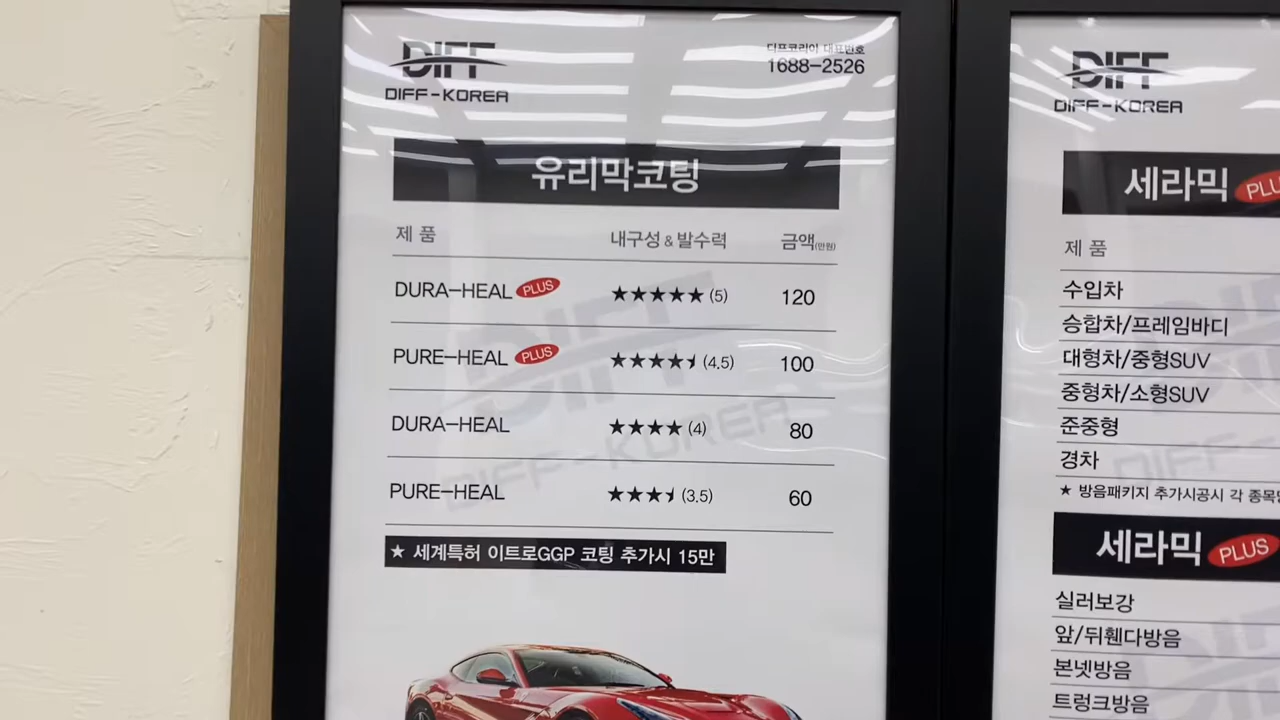 DIFF
DIFF-KOREA
디프코리아 대표번호
1688-2526
유리막코팅
제 품 내구성 & 발수력 금액(만원)
DURA-HEAL PLUS ★★★★★ (5) 120
PURE-HEAL PLUS (4.5) 100
DURA-HEAL ★★★★ (4) 80
PURE-HEAL (3.5) 60
★ 세계특허 이트로GGP 코팅 추가시 15만
DIFF
DIFF-KOREA
DIFF
DIFF-KOREA
세라믹
제 품
수입차
승합차/프레임바디
대형차/중형SUV
중형차/소형SUV
준중형
경차
★ 방음패키지 추가시공시 각
세라믹 PLUS
실러보강
앞/뒤휀다방음
본넷방음
트렁크방음